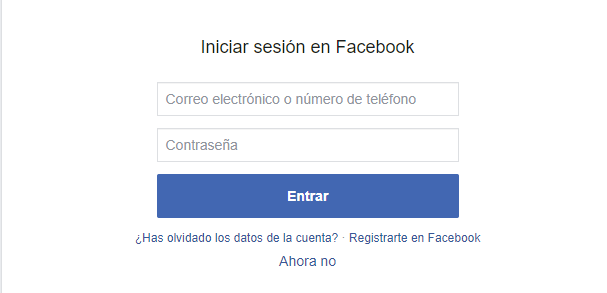 Iniciar sesión en Facebook
Correo electrónico o número de teléfono
Contraseña
Entrar
¿Has olvidado los datos de la cuenta? · Registrarte en Facebook
Ahora no